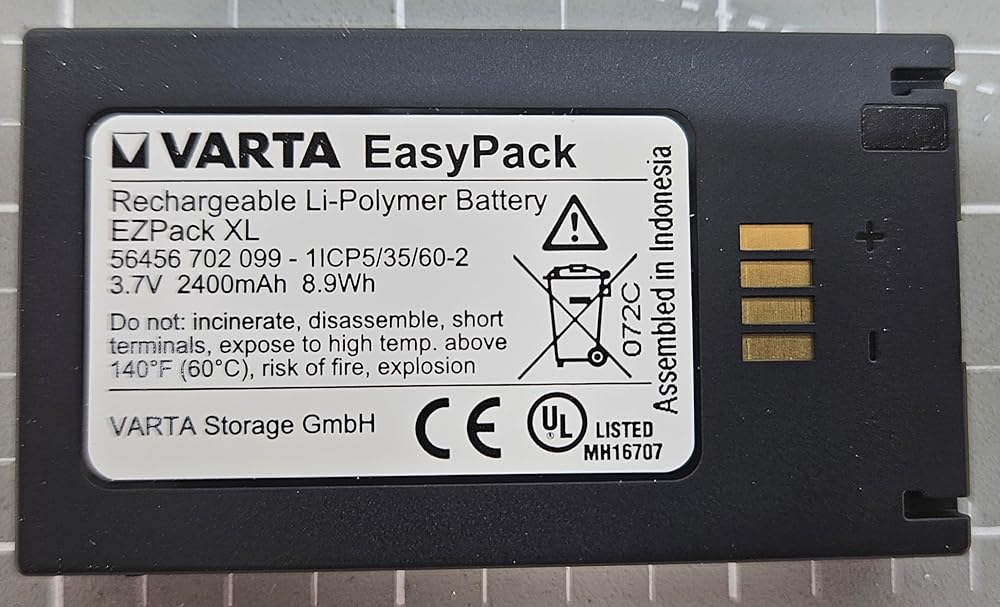 VARTA EasyPack
Rechargeable Li-Polymer Battery
EZPack XL
56456 702 099 - 1ICP5/35/60-2
3.7V 2400mAh 8.9Wh
Do not: incinerate, disassemble, short
terminals, expose to high temp. above
140°F (60°C), risk of fire, explosion
072C
Assembled in Indonesia
VARTA Storage GmbH
CE
UL
LISTED
MH16707
+
-